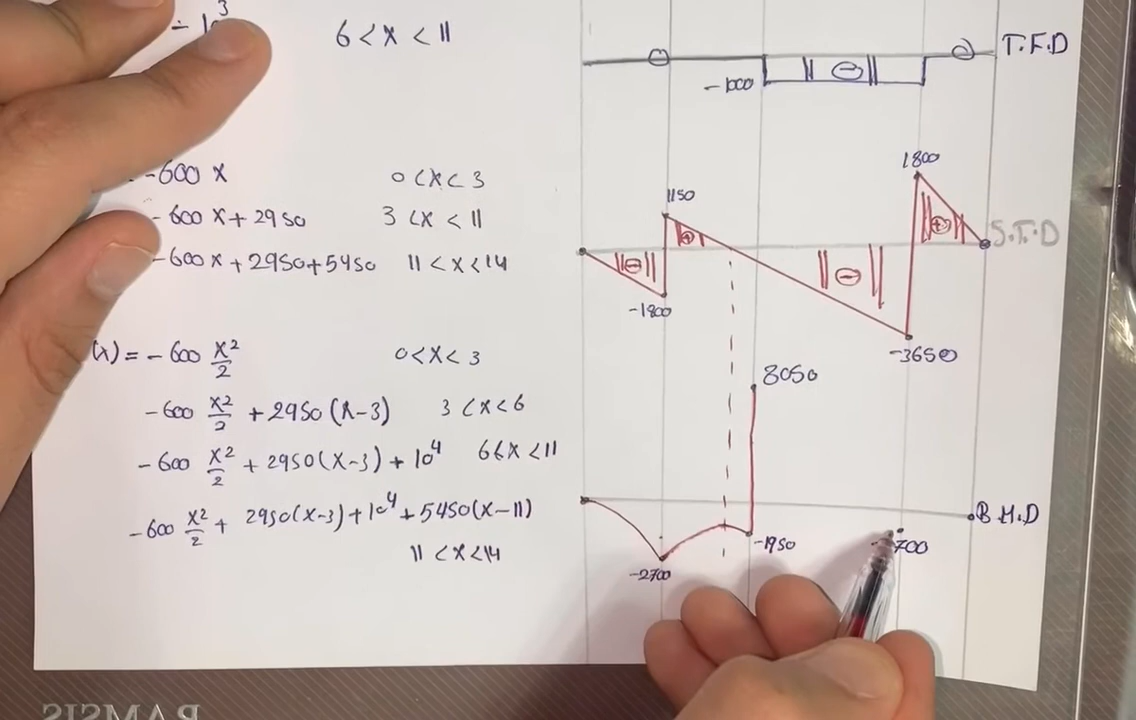 6 < x < 11
-600 x 0 < x < 3
- 600 x + 2950 3 < x < 11
-600 x + 2950 + 5450 11 < x < 14
(x) = - 600 x²/2 0 < x < 3
-600 x²/2 + 2950 (x-3) 3 < x < 6
-600 x²/2 + 2950(x-3) + 10⁴ 6 < x < 11
-600 x²/2 + 2950(x-3) + 10⁴ + 5450(x-11)
11 < x < 14
T.F.D
-1000
1800
1150
S.F.D
-1800
-3650
8050
B.M.D
-1950
-2700